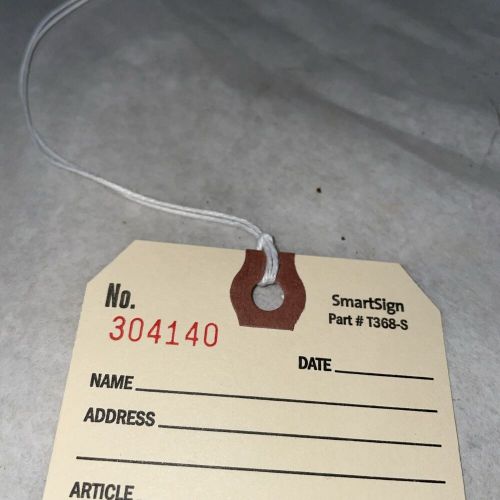 No.
304140
SmartSign
Part # T368-S
DATE
NAME
ADDRESS
ARTICLE